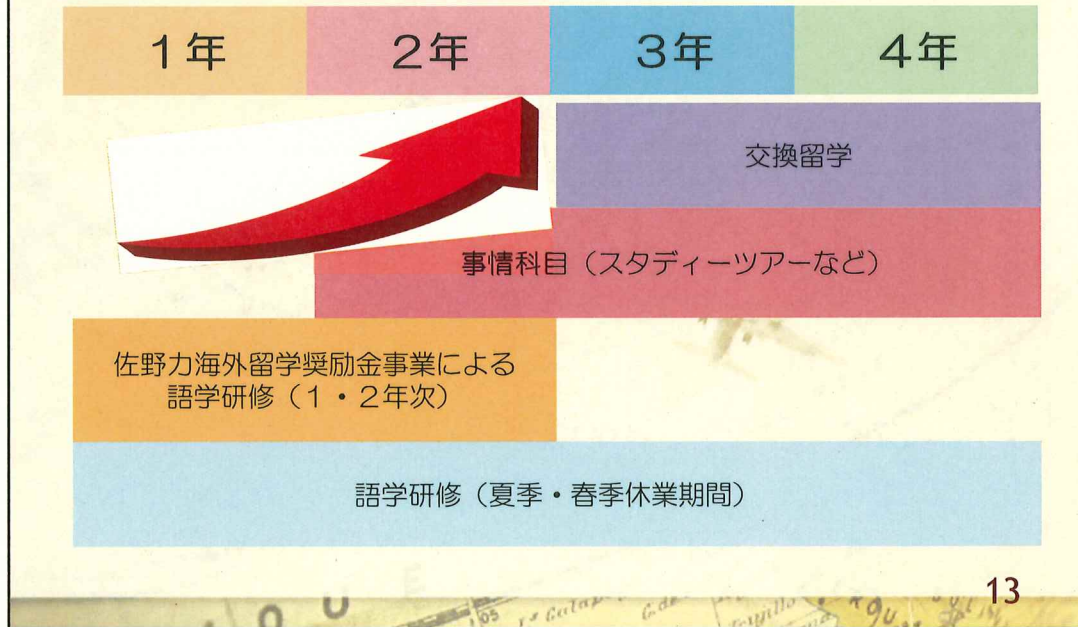 1年 2年 3年 4年
交換留学
事情科目（スタディーツアーなど）
佐野力海外留学奨励金事業による
語学研修（1・2年次）
語学研修（夏季・春季休業期間）
13